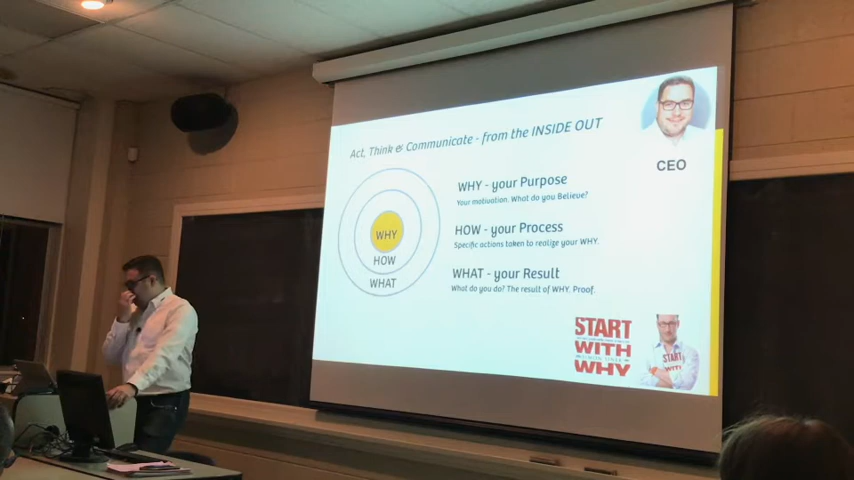 Act, Think & Communicate - from the INSIDE OUT
CEO
WHY - your Purpose
Your motivation. What do you Believe?
HOW - your Process
Specific actions taken to realize your WHY.
WHAT - your Result
What do you do? The result of WHY. Proof.
WHY
HOW
WHAT
START
WITH
WHY
START
WITH